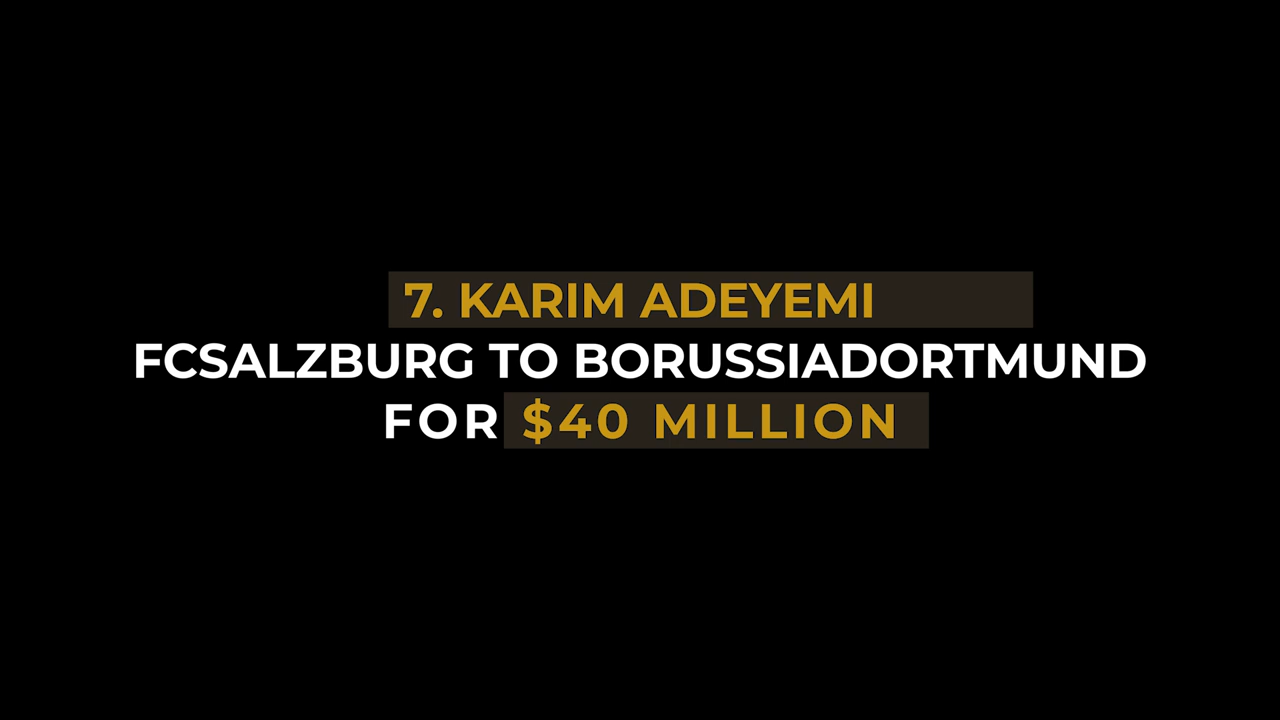 7. KARIM ADEYEMI
FCSALZBURG TO BORUSSIADORTMUND
FOR $40 MILLION